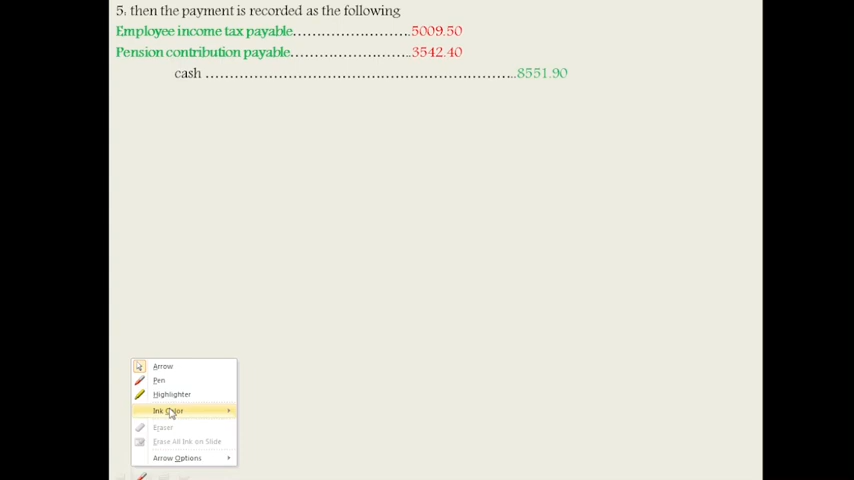 5. then the payment is recorded as the following
Employee income tax payable……………………..5009.50
Pension contribution payable…………………………..3542.40
cash ……………………………………………………………………..8551.90
Arrow
Pen
Highlighter
Ink Color
Eraser
Erase All Ink on Slide
Arrow Options